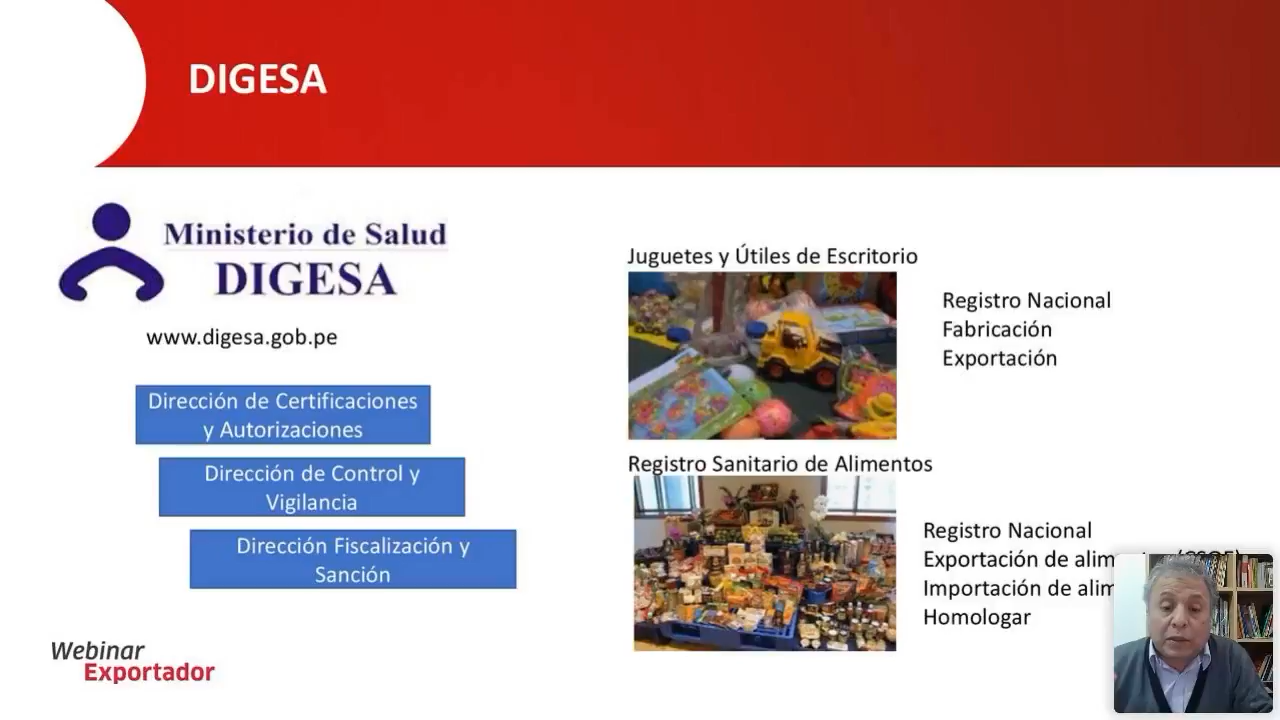 DIGESA
Ministerio de Salud
DIGESA
www.digesa.gob.pe
Dirección de Certificaciones
y Autorizaciones
Dirección de Control y
Vigilancia
Dirección Fiscalización y
Sanción
Juguetes y Útiles de Escritorio
Registro Nacional
Fabricación
Exportación
Registro Sanitario de Alimentos
Registro Nacional
Exportación de
Importación de
Homologar
Webinar
Exportador